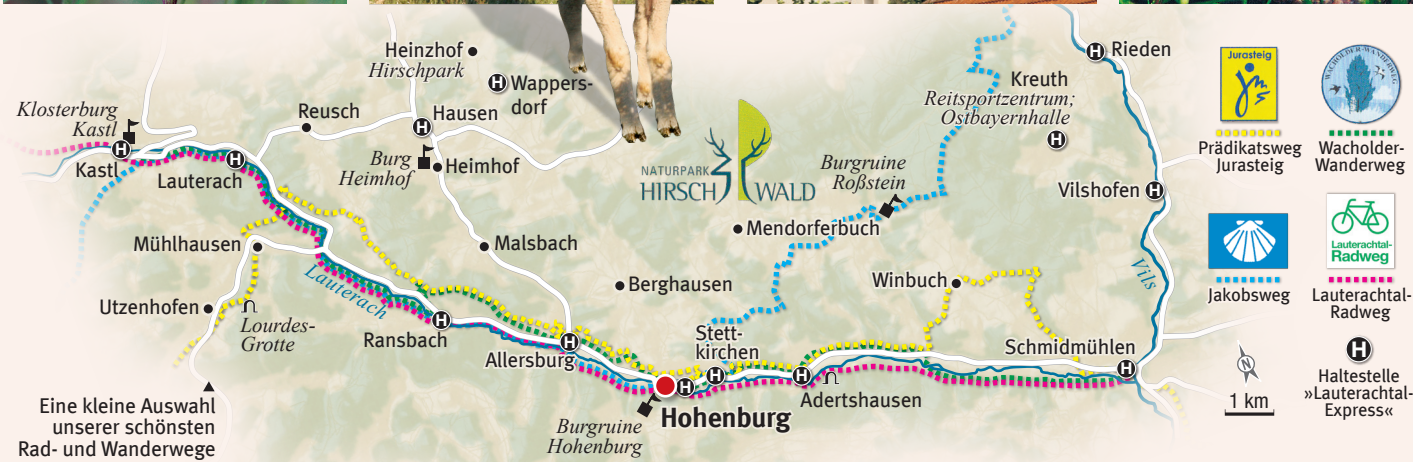 Heinzhof
Hirschpark
Wappers-
dorf
Rieden
Kreuth
Reitsportzentrum;
Ostbayernhalle
Klosterburg
Kastl
Kastl
Reusch
Hausen
Lauterach
Burg
Heimhof
Heimhof
NATURPARK
HIRSCH WALD
Burgruine
Roßstein
Vilshofen
Mühlhausen
Malsbach
Mendorferbuch
Lauterach
Berghausen
Winbuch
Vils
Utzenhofen
Lourdes-
Grotte
Ransbach
Allersburg
Stett-
kirchen
Schmidmühlen
Adertshausen
Hohenburg
Burgruine
Hohenburg
Eine kleine Auswahl
unserer schönsten
Rad- und Wanderwege
Jurasteig
Prädikatsweg
Jurasteig
WACHOLDER-WANDERWEG
Wacholder-
Wanderweg
Jakobsweg
Lauterachtal-
Radweg
Lauterachtal-
Radweg
N
1 km
H
Haltestelle
»Lauterachtal-
Express«
H
H
H
H
H
H
H
H
H
H
H
H
H